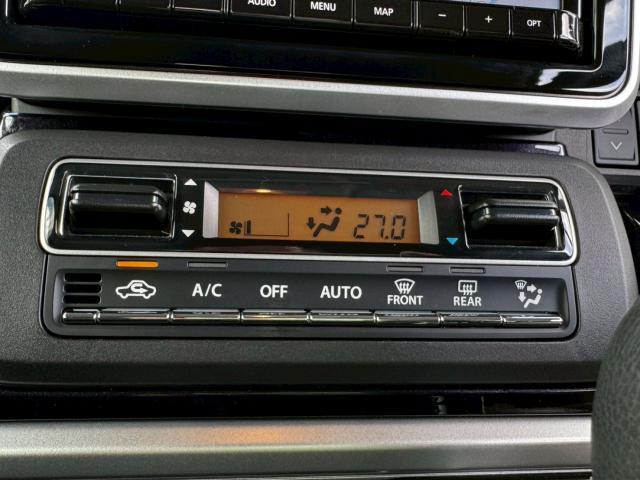 AUDIO MENU MAP − + OPT
27.0
A/C OFF AUTO FRONT REAR